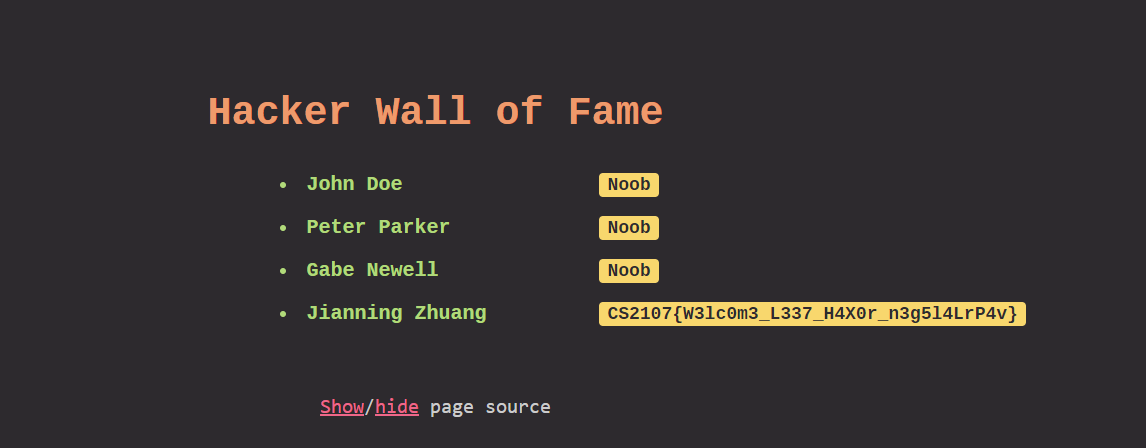 Hacker Wall of Fame
John Doe Noob
Peter Parker Noob
Gabe Newell Noob
Jianning Zhuang CS2107{W3lc0m3_L337_H4X0r_n3g5l4LrP4v}
Show/hide page source